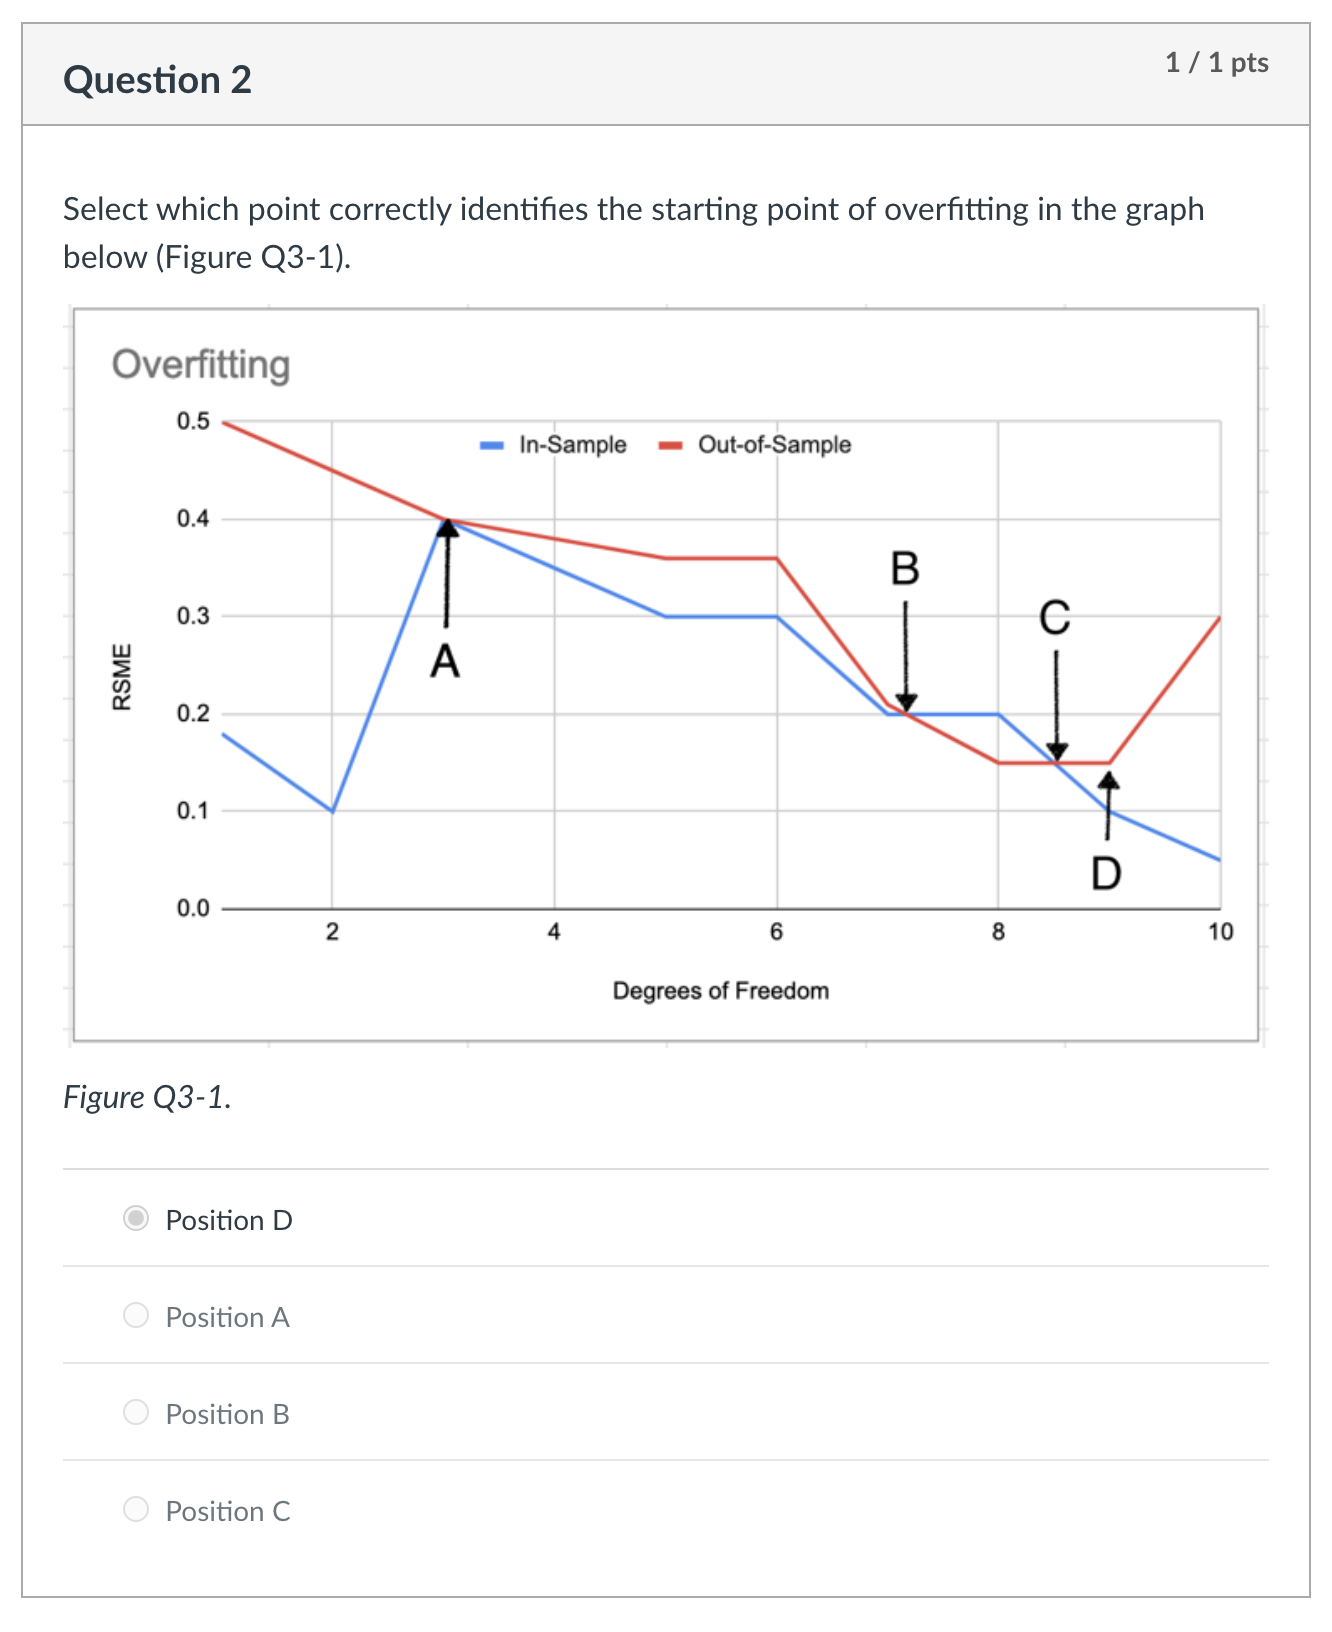 Question 2
1 / 1 pts
Select which point correctly identifies the starting point of overfitting in the graph
below (Figure Q3-1).
Overfitting
0.5
In-Sample
Out-of-Sample
0.4
B
C
0.3
A
RSME
0.2
0.1
D
0.0
2
4
6
8
10
Degrees of Freedom
Figure Q3-1.
Position D
Position A
Position B
Position C